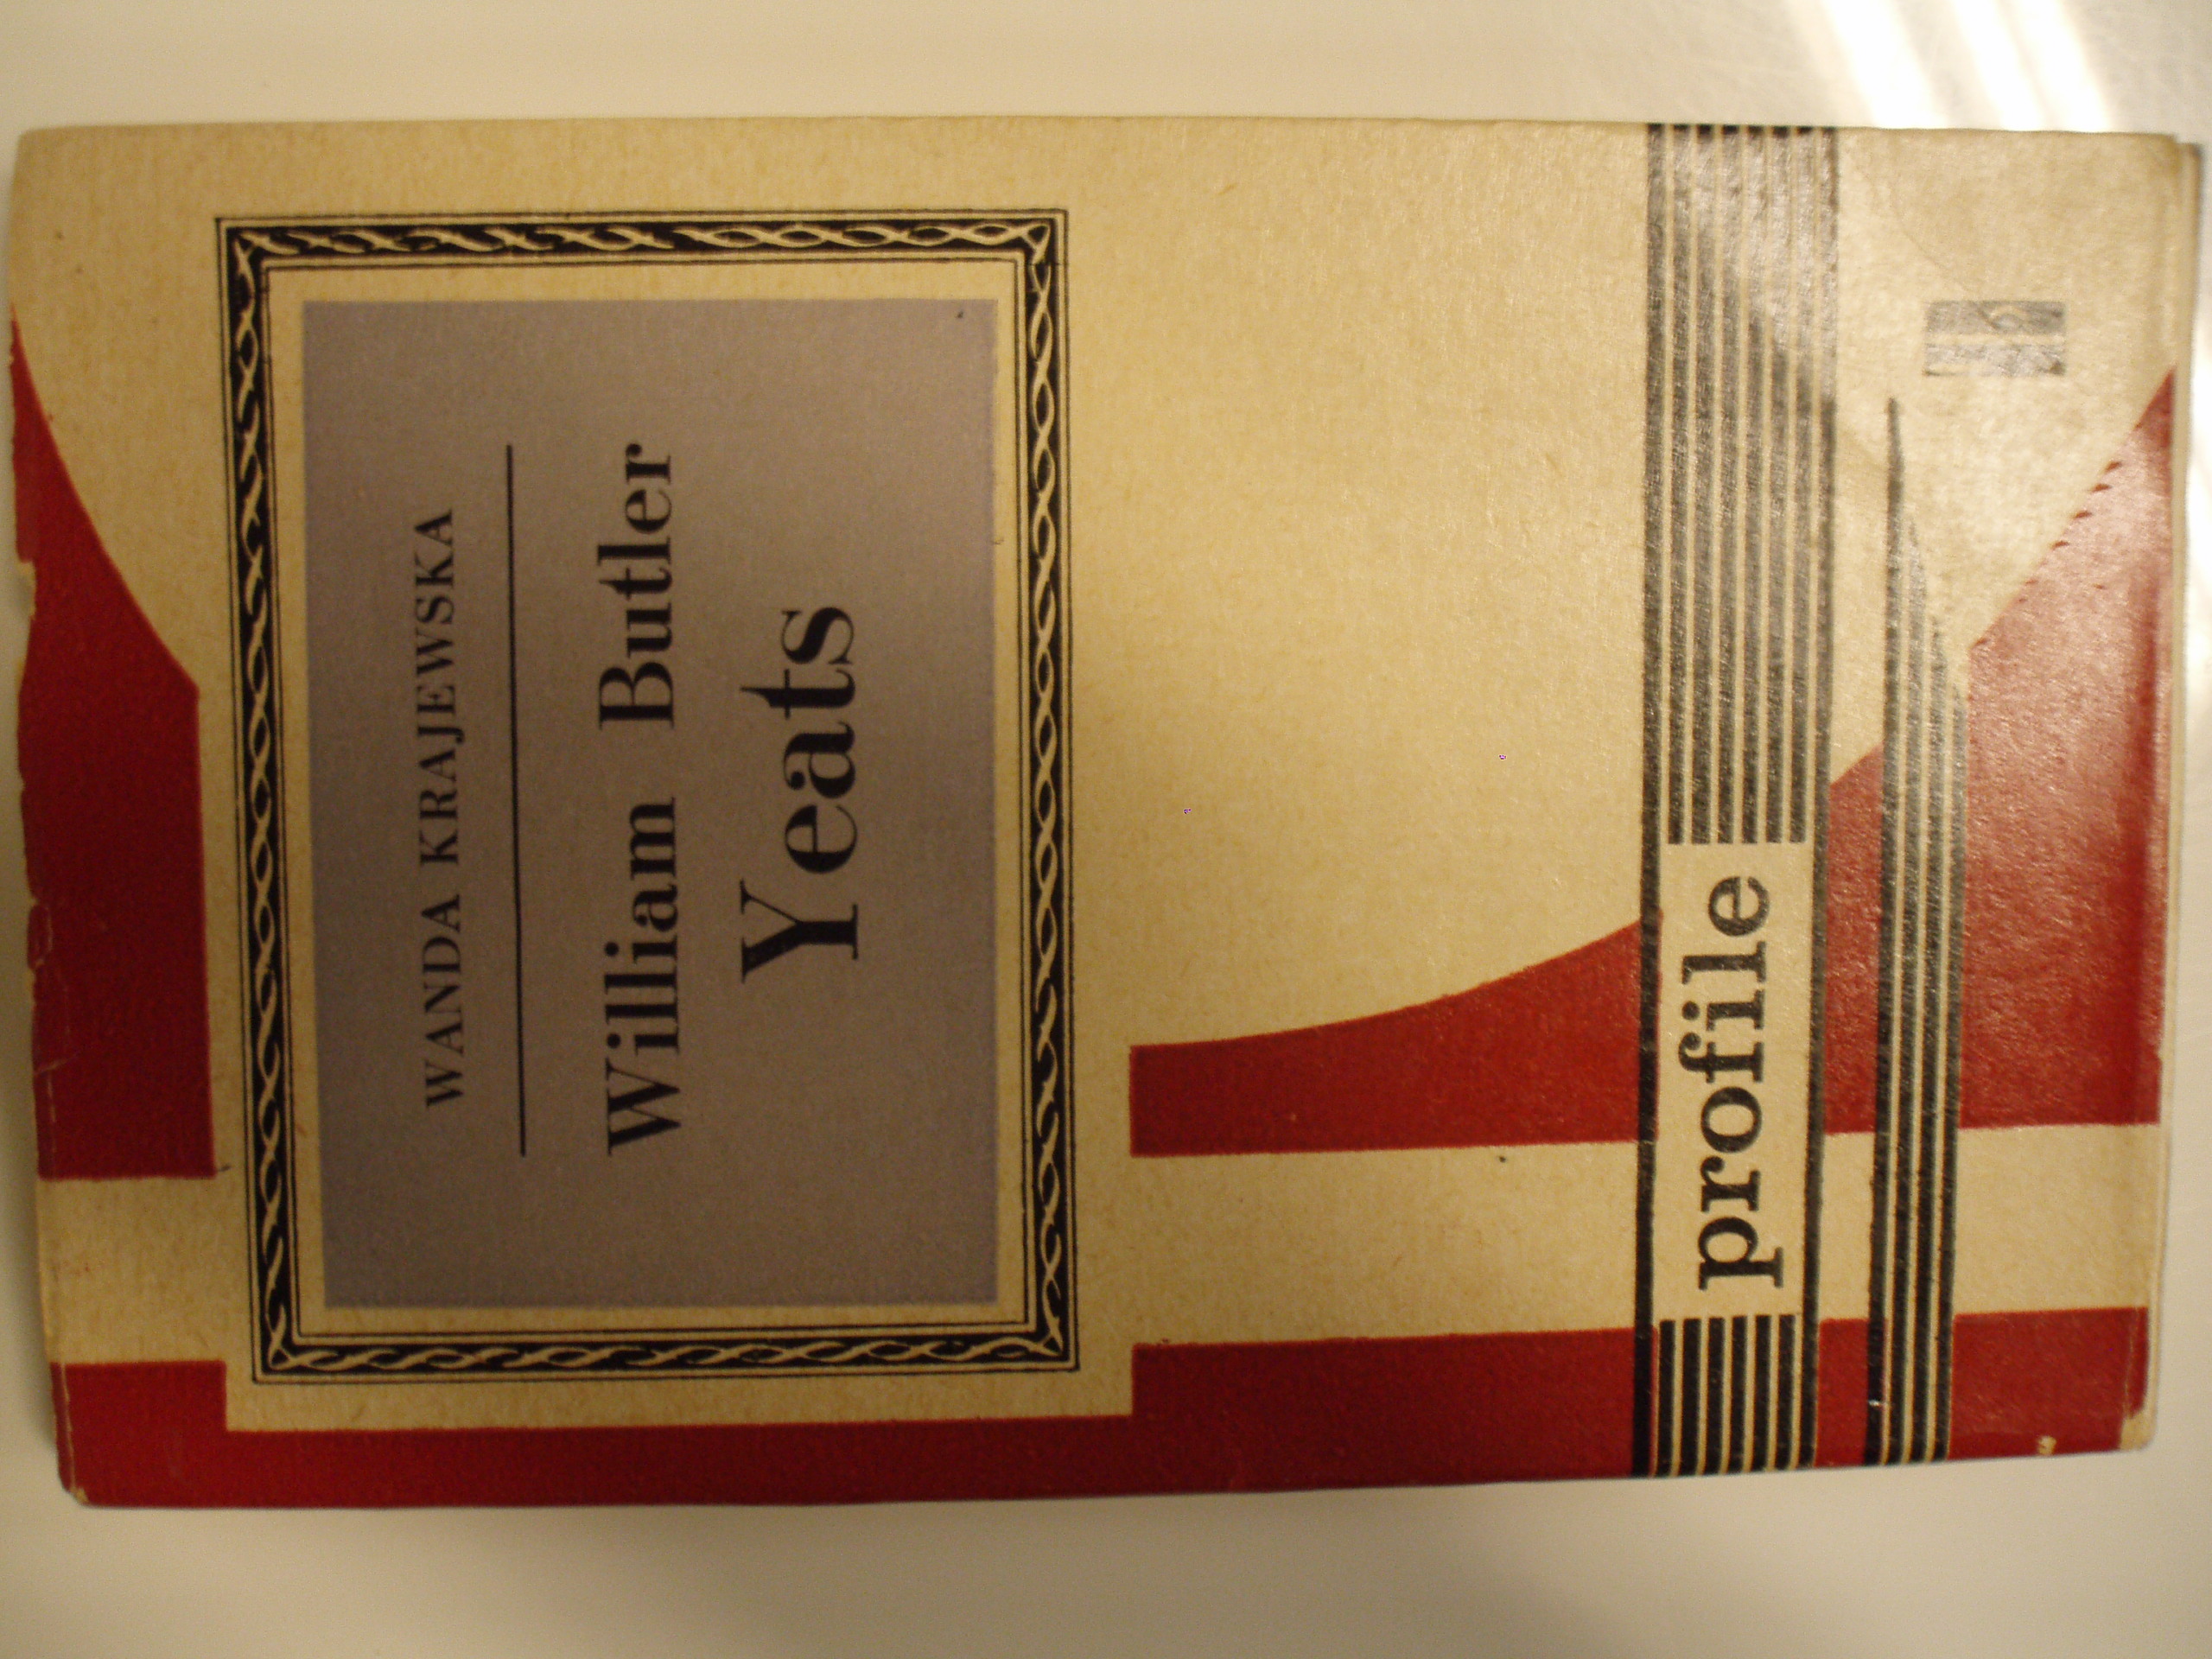 WANDA KRAJEWSKA
William Butler
Yeats
profile